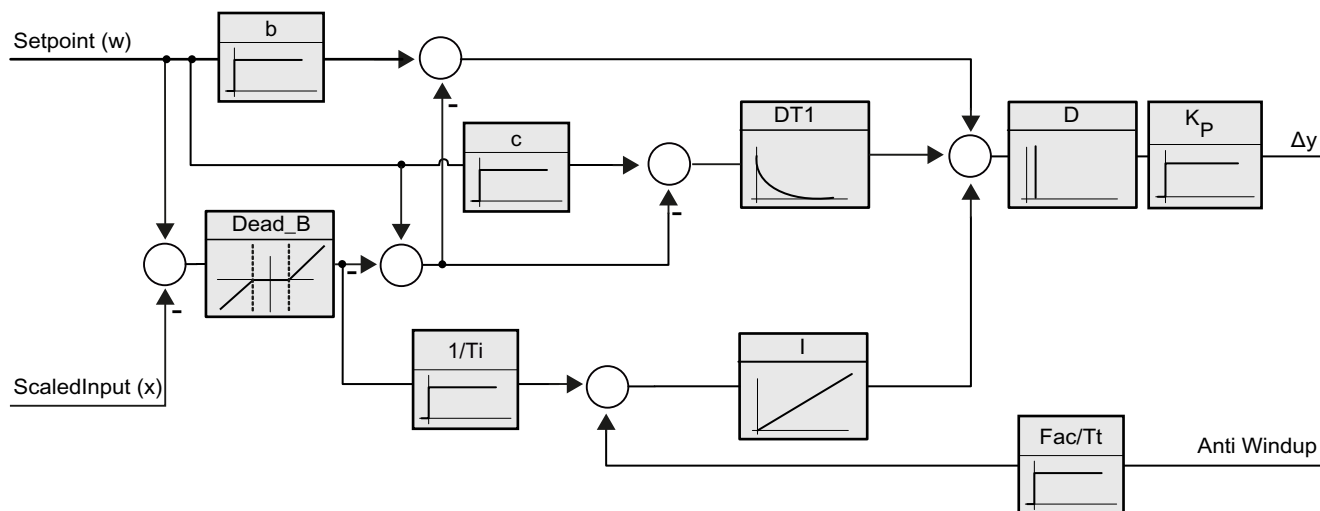 b
Setpoint (w)
-
DT1
D
K_P
Δy
c
-
Dead_B
-
-
1/Ti
I
ScaledInput (x)
Fac/Tt
Anti Windup